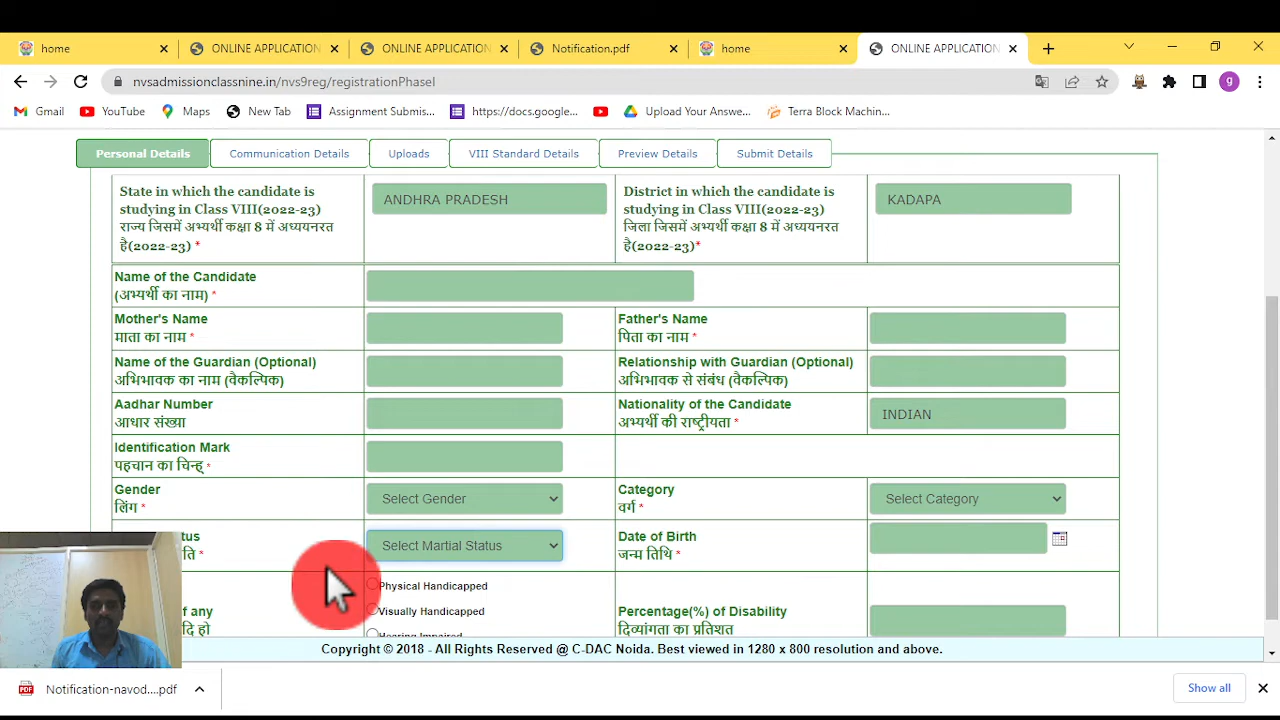 home
ONLINE APPLICATION
ONLINE APPLICATION
Notification.pdf
home
ONLINE APPLICATION
nvsadmissionclassnine.in/nvs9reg/registrationPhaseI
g
Gmail
YouTube
Maps
New Tab
Assignment Submis...
https://docs.google...
Upload Your Answe...
Terra Block Machin...
Personal Details
Communication Details
Uploads
VIII Standard Details
Preview Details
Submit Details
State in which the candidate is
studying in Class VIII(2022-23)
राज्य जिसमें अभ्यर्थी कक्षा 8 में अध्ययनरत
है(2022-23) *
ANDHRA PRADESH
District in which the candidate is
studying in Class VIII(2022-23)
जिला जिसमें अभ्यर्थी कक्षा 8 में अध्ययनरत
है(2022-23)*
KADAPA
Name of the Candidate
(अभ्यर्थी का नाम) *
Mother's Name
माता का नाम *
Father's Name
पिता का नाम *
Name of the Guardian (Optional)
अभिभावक का नाम (वैकल्पिक)
Relationship with Guardian (Optional)
अभिभावक से संबंध (वैकल्पिक)
Aadhar Number
आधार संख्या
Nationality of the Candidate
अभ्यर्थी की राष्ट्रीयता *
INDIAN
Identification Mark
पहचान का चिन्ह् *
Gender
लिंग *
Select Gender
Category
वर्ग *
Select Category
tus
ति *
Select Martial Status
Date of Birth
जन्म तिथि *
f any
दि हो
Physical Handicapped
Visually Handicapped
Hearing Impaired
Percentage(%) of Disability
दिव्यांगता का प्रतिशत
Copyright © 2018 - All Rights Reserved @ C-DAC Noida. Best viewed in 1280 x 800 resolution and above.
PDF
Notification-navod....pdf
Show all